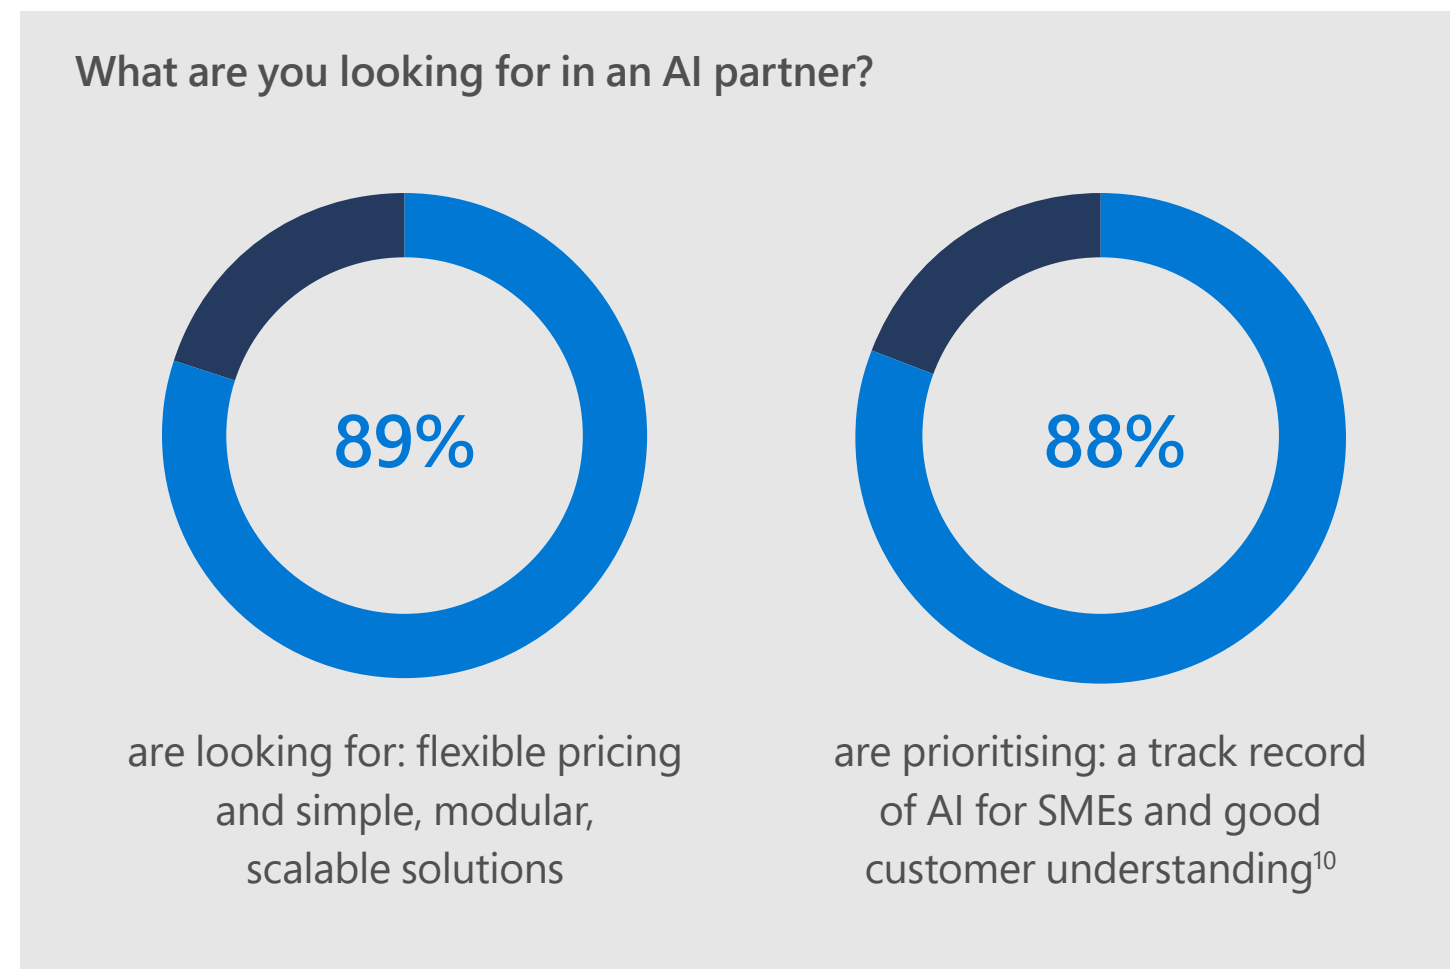 What are you looking for in an AI partner?
89%
are looking for: flexible pricing
and simple, modular,
scalable solutions
88%
are prioritising: a track record
of AI for SMEs and good
customer understanding¹⁰